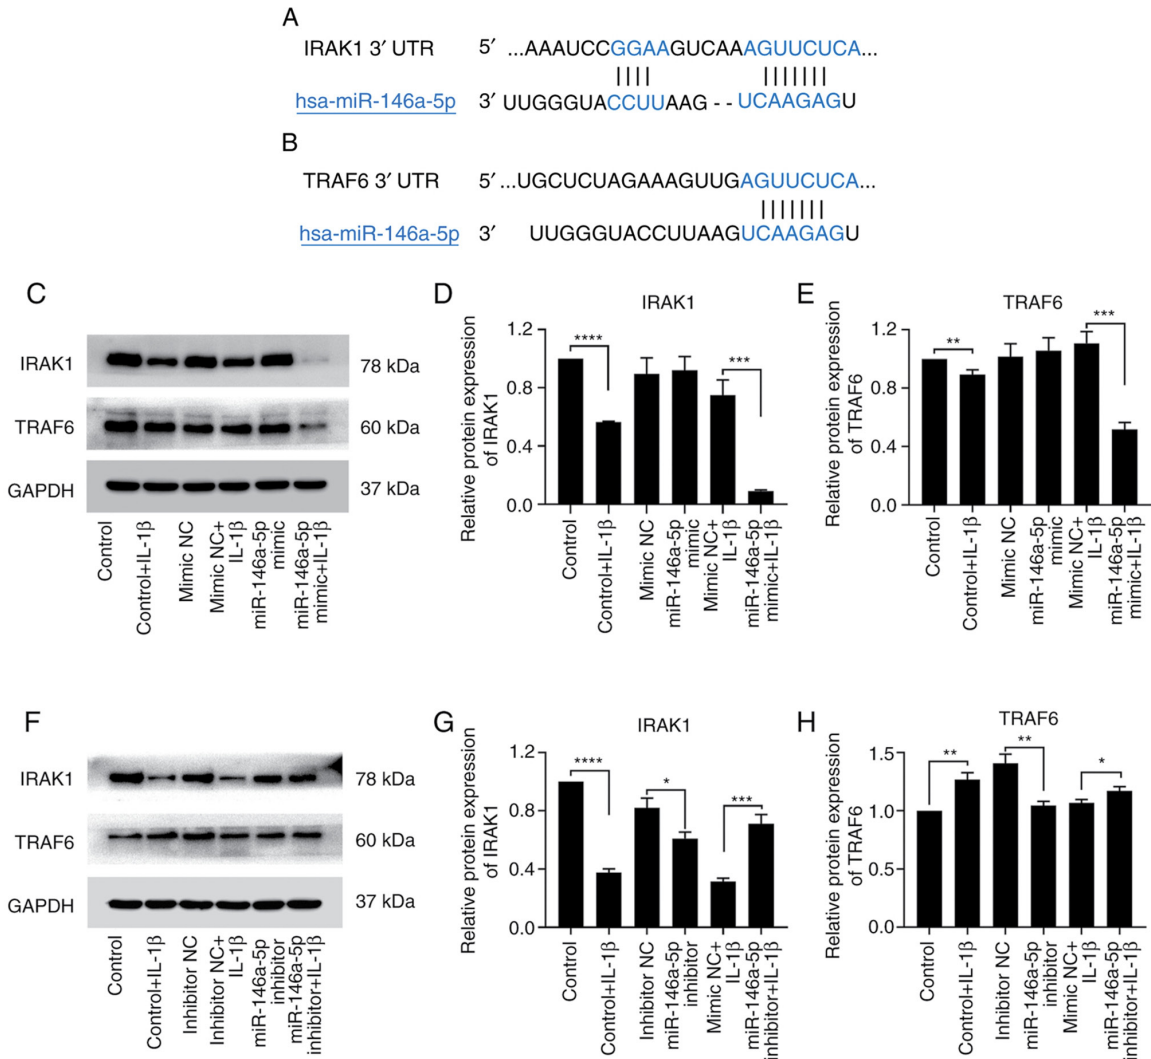 A
IRAK1 3′ UTR 5′ ...AAAUCCGGAAGUCAAAGUUCUCA...
hsa-miR-146a-5p 3′ UUGGGUACCUUAAG - - UCAAGAGU
B
TRAF6 3′ UTR 5′ ...UGCUCUAGAAAGUUGAGUUCUCA...
hsa-miR-146a-5p 3′ UUGGGUACCUUAAGUCAAGAGU
C
IRAK1 78 kDa
TRAF6 60 kDa
GAPDH 37 kDa
Control
Control+IL-1β
Mimic NC
Mimic NC+
IL-1β
miR-146a-5p
mimic
miR-146a-5p
mimic+IL-1β
D
IRAK1
Relative protein expression
of IRAK1
1.2
0.8
0.4
0.0
****
***
Control
Control+IL-1β
Mimic NC
miR-146a-5p
mimic
Mimic NC+
IL-1β
miR-146a-5p
mimic+IL-1β
E
TRAF6
Relative protein expression
of TRAF6
1.2
0.8
0.4
0.0
**
***
Control
Control+IL-1β
Mimic NC
miR-146a-5p
mimic
Mimic NC+
IL-1β
miR-146a-5p
mimic+IL-1β
F
IRAK1 78 kDa
TRAF6 60 kDa
GAPDH 37 kDa
Control
Control+IL-1β
Inhibitor NC
Inhibitor NC+
IL-1β
miR-146a-5p
inhibitor
miR-146a-5p
inhibitor+IL-1β
G
IRAK1
Relative protein expression
of IRAK1
1.2
0.8
0.4
0.0
****
*
***
Control
Control+IL-1β
Inhibitor NC
miR-146a-5p
inhibitor
Mimic NC+
IL-1β
miR-146a-5p
inhibitor+IL-1β
H
TRAF6
Relative protein expression
of TRAF6
1.5
1.0
0.5
0.0
**
**
*
Control
Control+IL-1β
Inhibitor NC
miR-146a-5p
inhibitor
Mimic NC+
IL-1β
miR-146a-5p
inhibitor+IL-1β